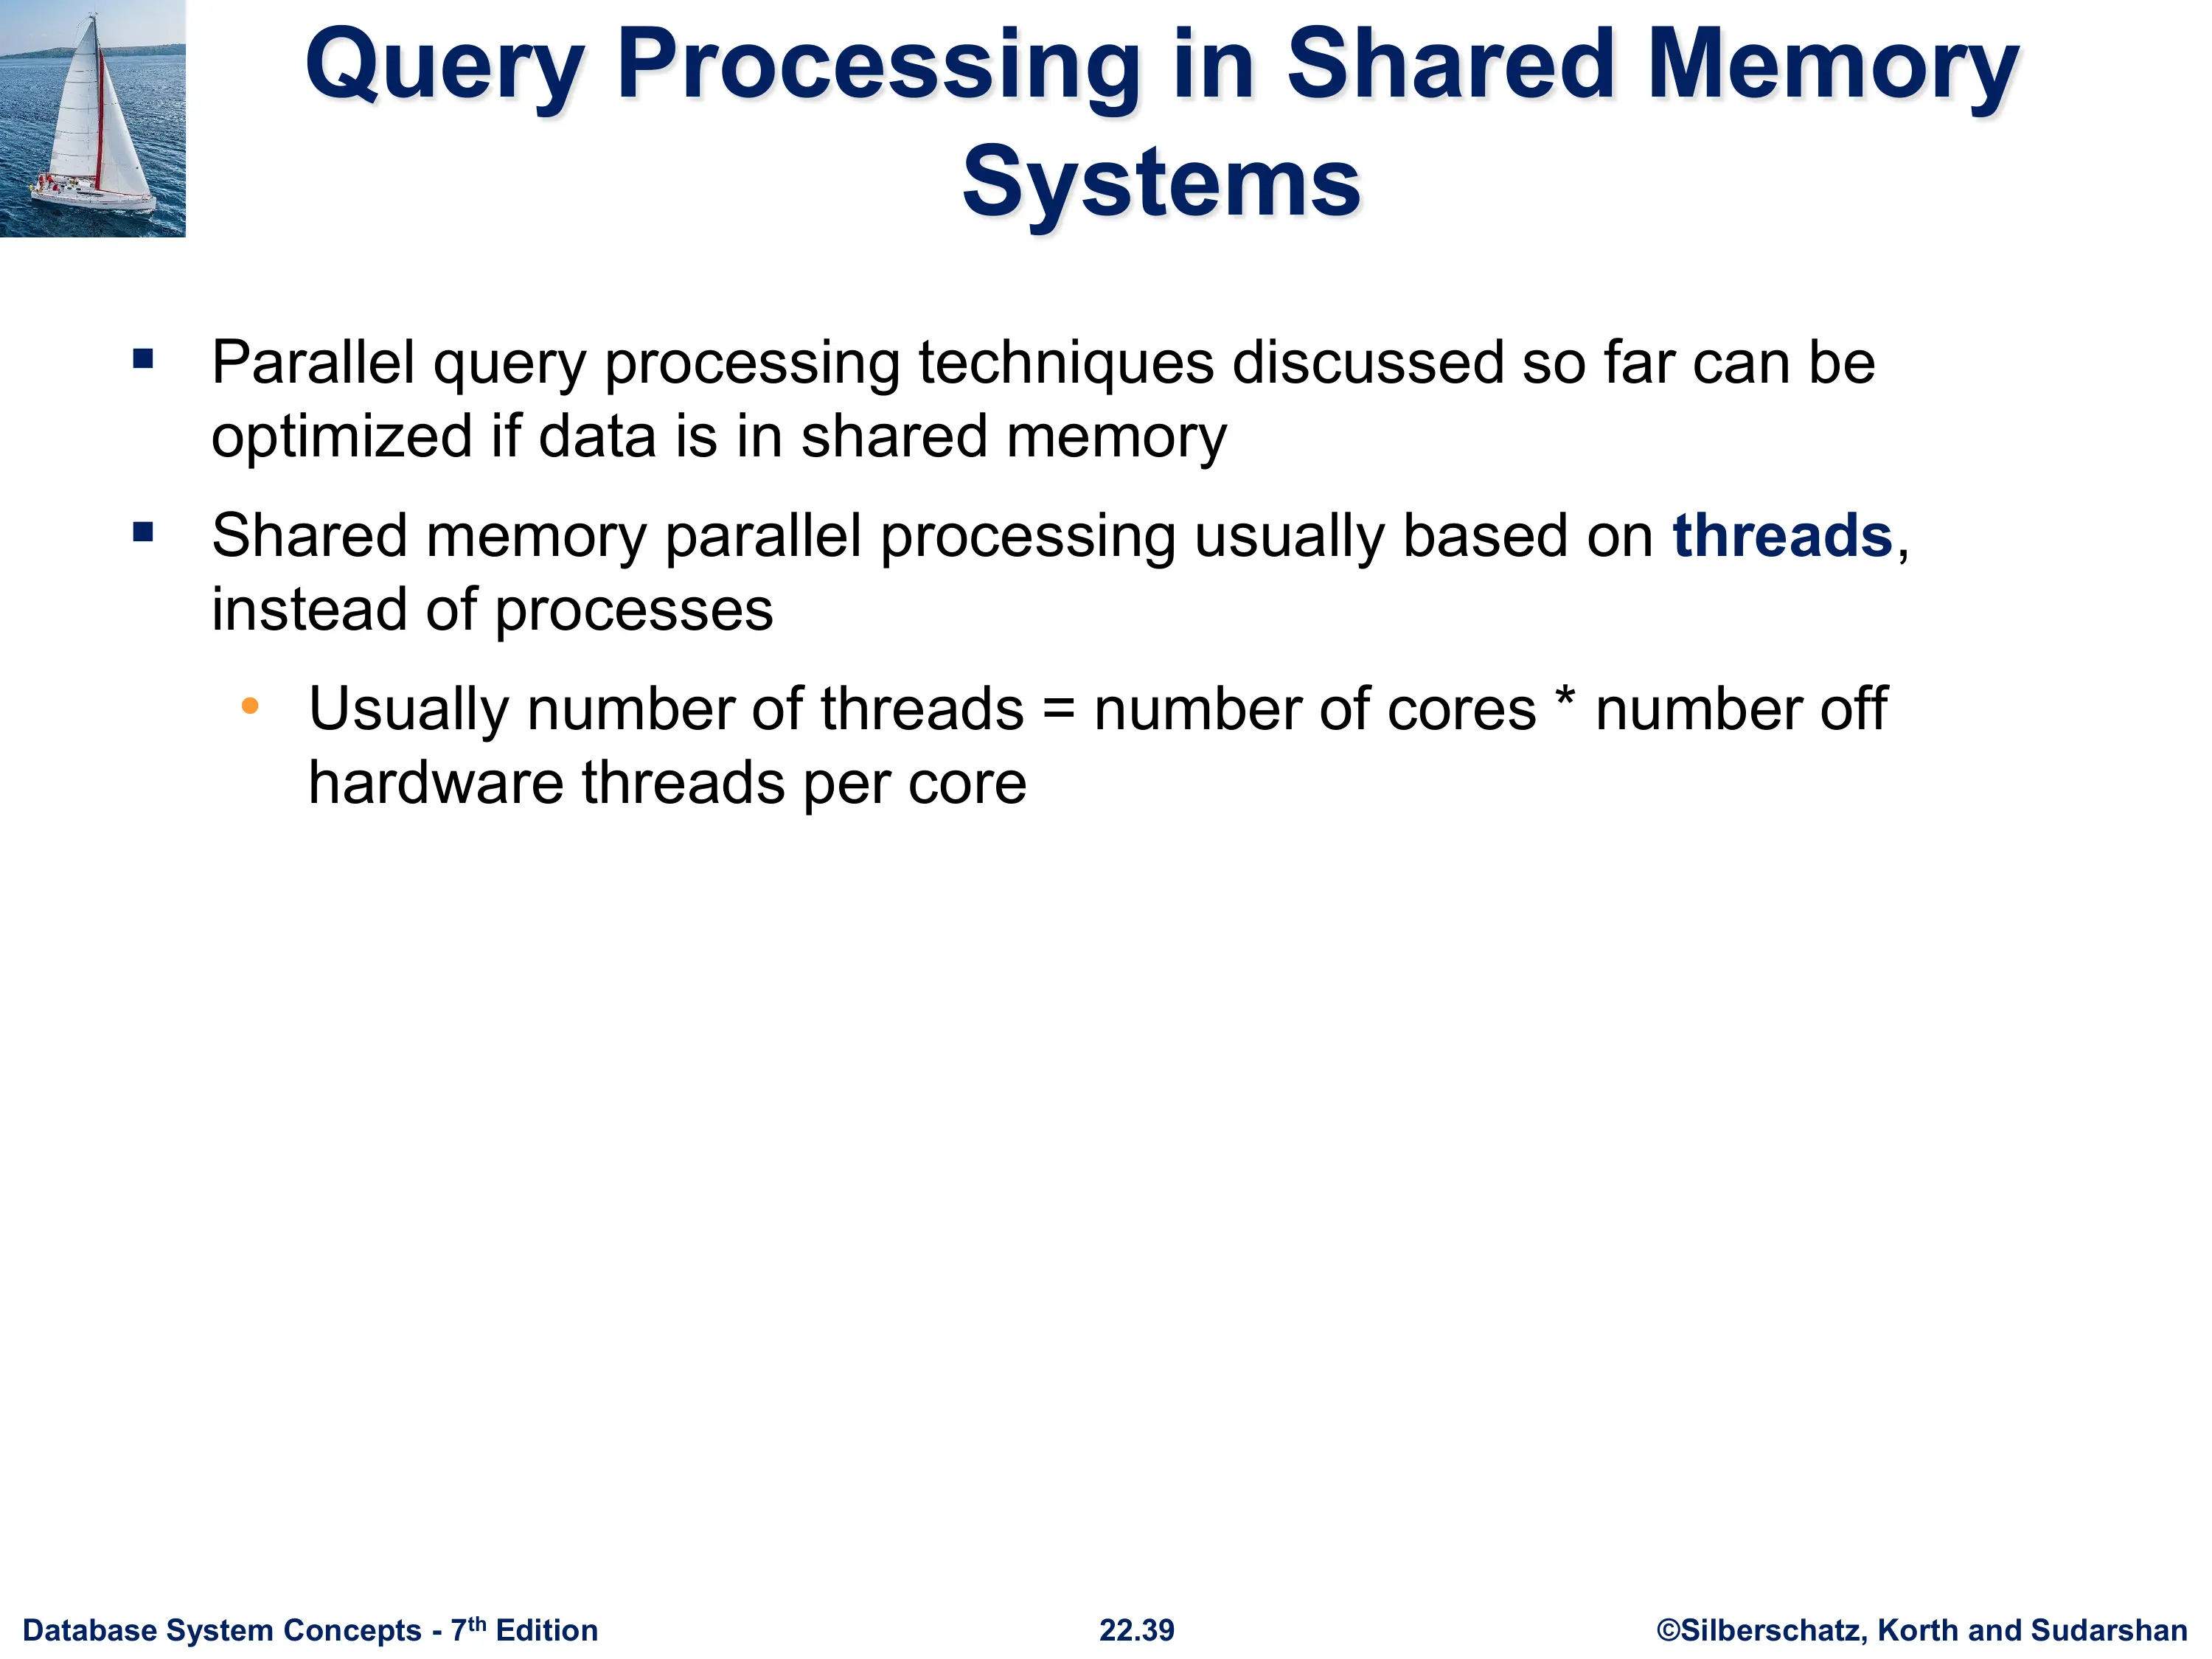 Query Processing in Shared Memory
Systems
▪ Parallel query processing techniques discussed so far can be
optimized if data is in shared memory
▪ Shared memory parallel processing usually based on threads,
instead of processes
• Usually number of threads = number of cores * number off
hardware threads per core
Database System Concepts - 7th Edition
22.39
©Silberschatz, Korth and Sudarshan